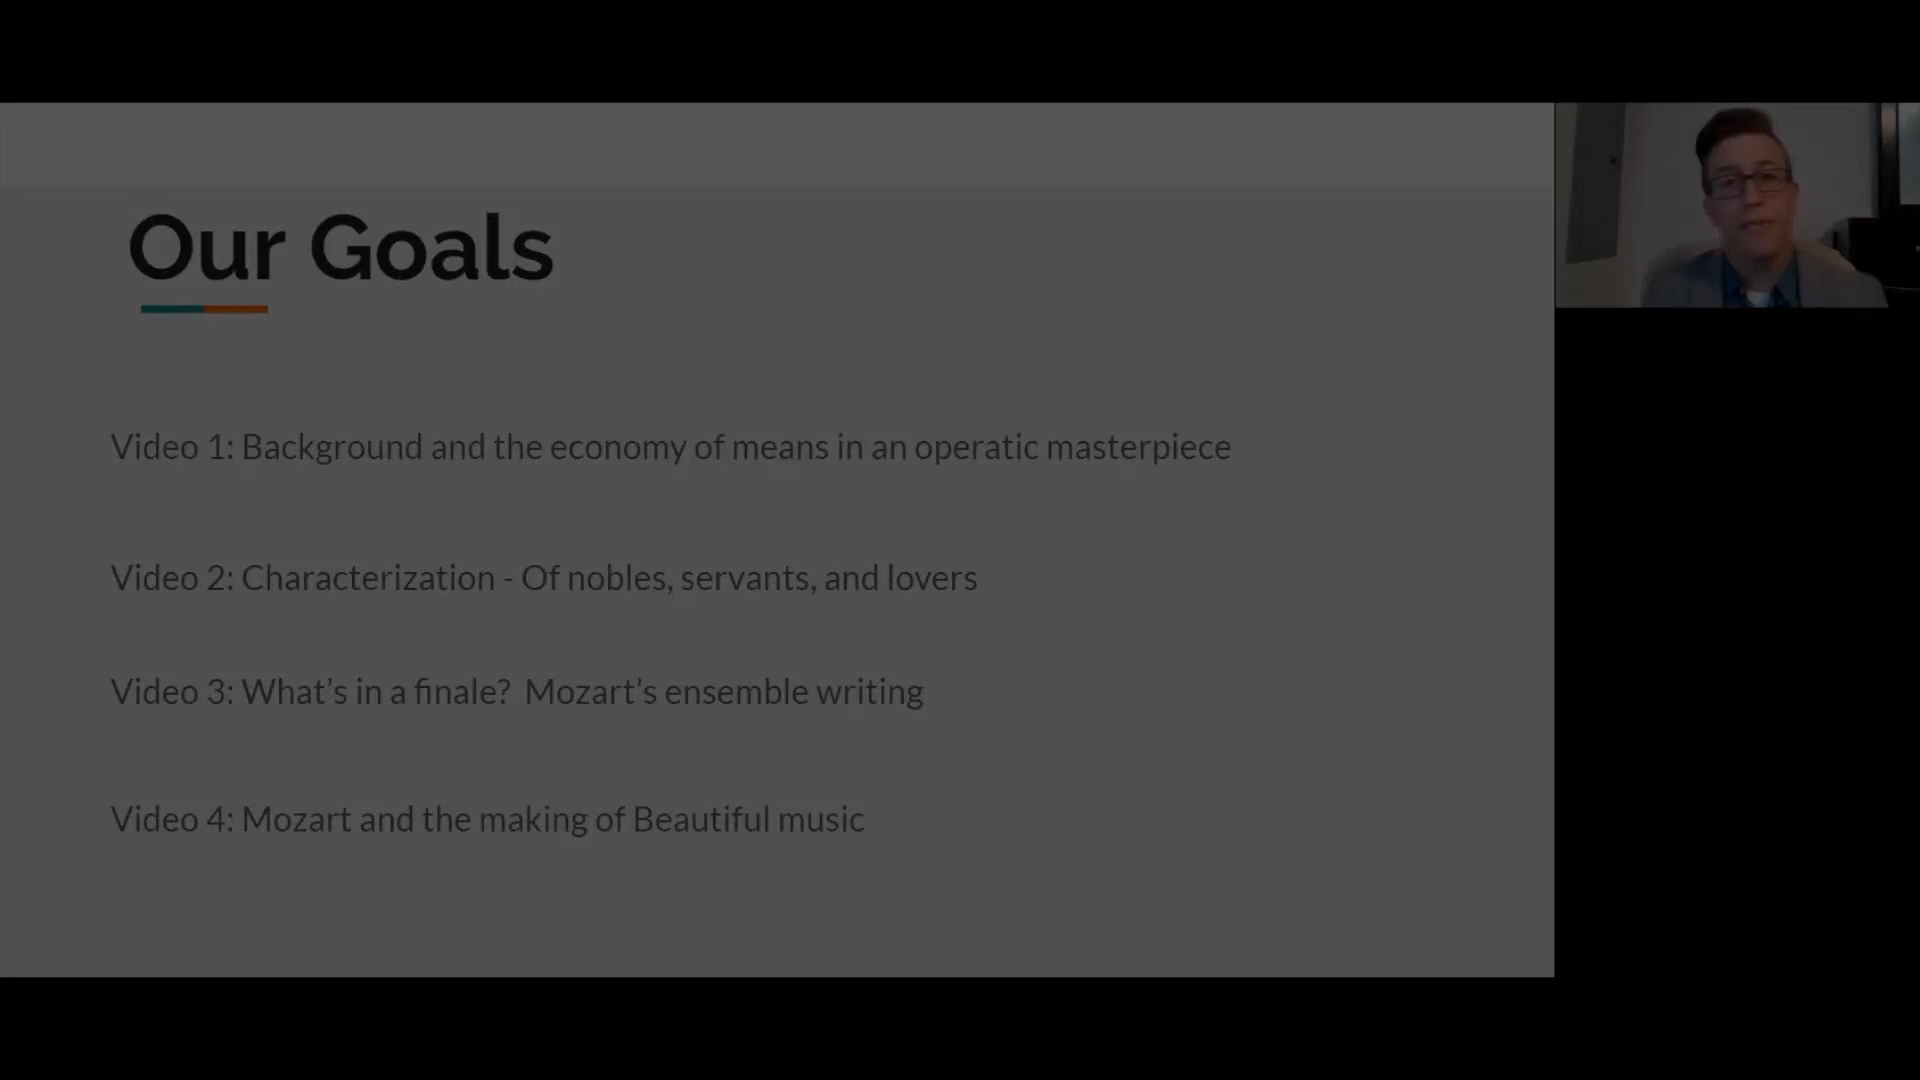 Our Goals
Video 1: Background and the economy of means in an operatic masterpiece
Video 2: Characterization - Of nobles, servants, and lovers
Video 3: What’s in a finale?  Mozart’s ensemble writing
Video 4: Mozart and the making of Beautiful music